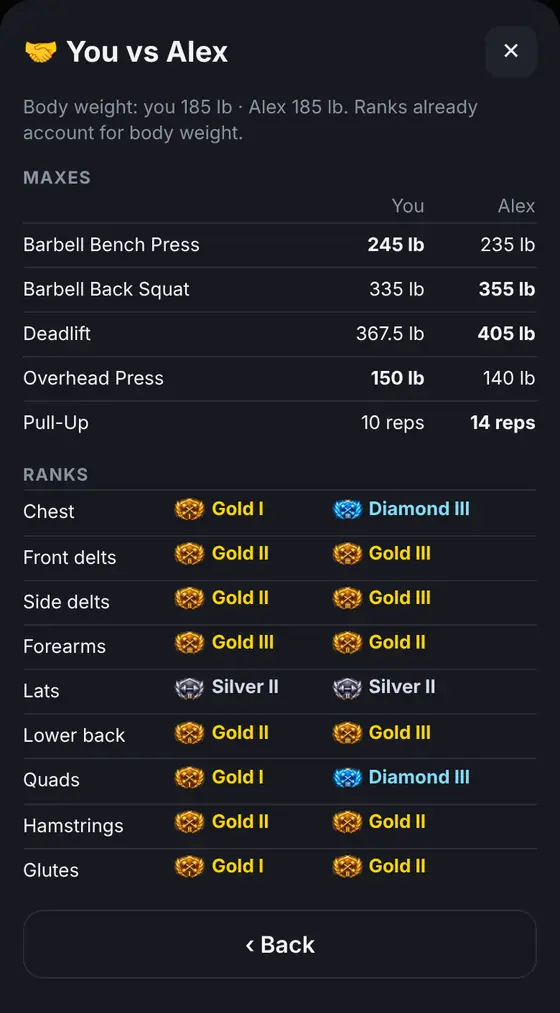 🤝 You vs Alex
✕
Body weight: you 185 lb · Alex 185 lb. Ranks already
account for body weight.
MAXES
You Alex
Barbell Bench Press 245 lb 235 lb
Barbell Back Squat 335 lb 355 lb
Deadlift 367.5 lb 405 lb
Overhead Press 150 lb 140 lb
Pull-Up 10 reps 14 reps
RANKS
Chest Gold I Diamond III
Front delts Gold II Gold III
Side delts Gold II Gold III
Forearms Gold III Gold II
Lats Silver II Silver II
Lower back Gold II Gold III
Quads Gold I Diamond III
Hamstrings Gold II Gold II
Glutes Gold I Gold II
‹ Back